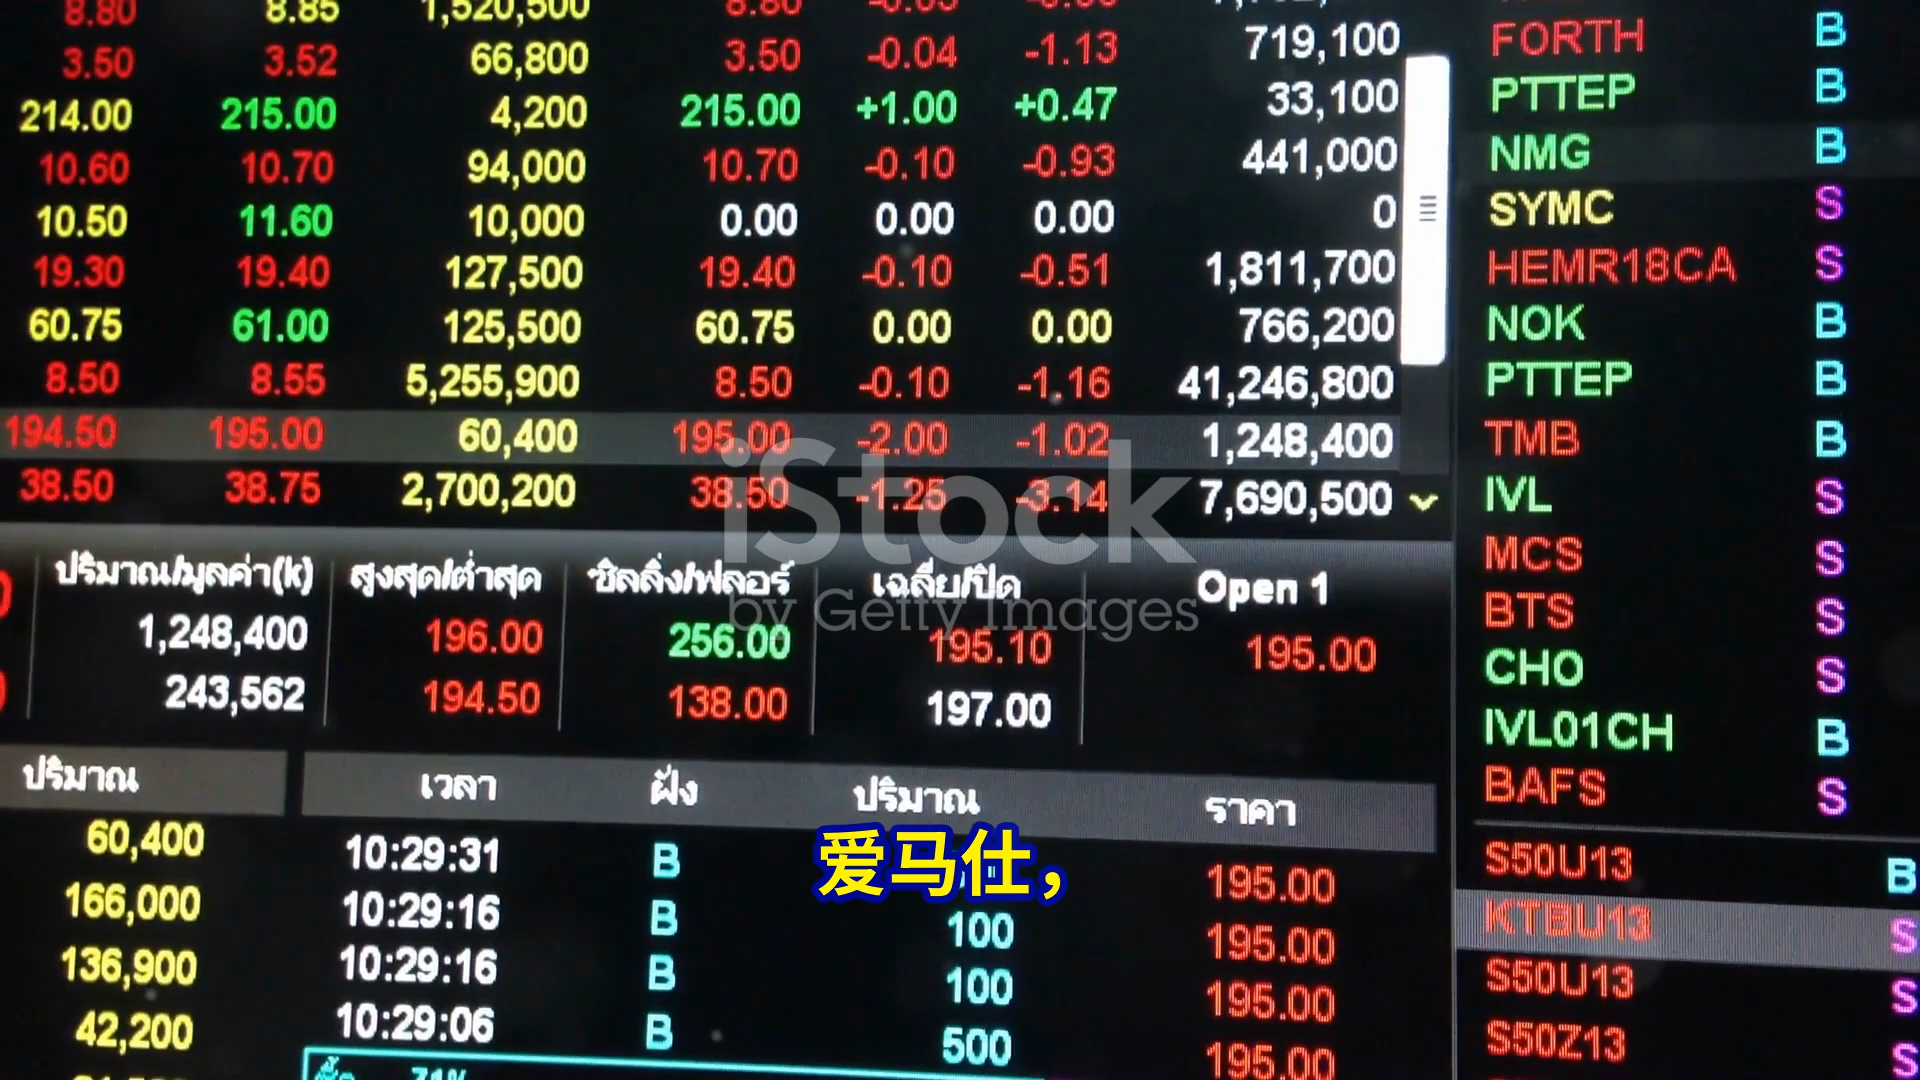 8.80 8.85 1,520,500 8.80
3.50 3.52 66,800 3.50 -0.04 -1.13 719,100
214.00 215.00 4,200 215.00 +1.00 +0.47 33,100
10.60 10.70 94,000 10.70 -0.10 -0.93 441,000
10.50 11.60 10,000 0.00 0.00 0.00 0
19.30 19.40 127,500 19.40 -0.10 -0.51 1,811,700
60.75 61.00 125,500 60.75 0.00 0.00 766,200
8.50 8.55 5,255,900 8.50 -0.10 -1.16 41,246,800
194.50 195.00 60,400 195.00 -2.00 -1.02 1,248,400
38.50 38.75 2,700,200 38.50 -1.25 -3.14 7,690,500
iStock
by Getty Images
ปริมาณ/มูลค่า(k) สูงสุด/ต่ำสุด ซิลลิ่ง/ฟลอร์ เฉลี่ย/ปิด Open 1
1,248,400 196.00 256.00 195.10 195.00
243,562 194.50 138.00 197.00
ปริมาณ เวลา ฝั่ง ปริมาณ ราคา
60,400 10:29:31 B 195.00
166,000 10:29:16 B 100 195.00
136,900 10:29:16 B 100 195.00
42,200 10:29:06 B 500 195.00
ซื้อ 71%
爱马仕，
FORTH B
PTTEP B
NMG B
SYMC S
HEMR18CA S
NOK B
PTTEP B
TMB B
IVL S
MCS S
BTS S
CHO S
IVL01CH B
BAFS S
S50U13 B
KTBU13 S
S50U13 S
S50Z13 S